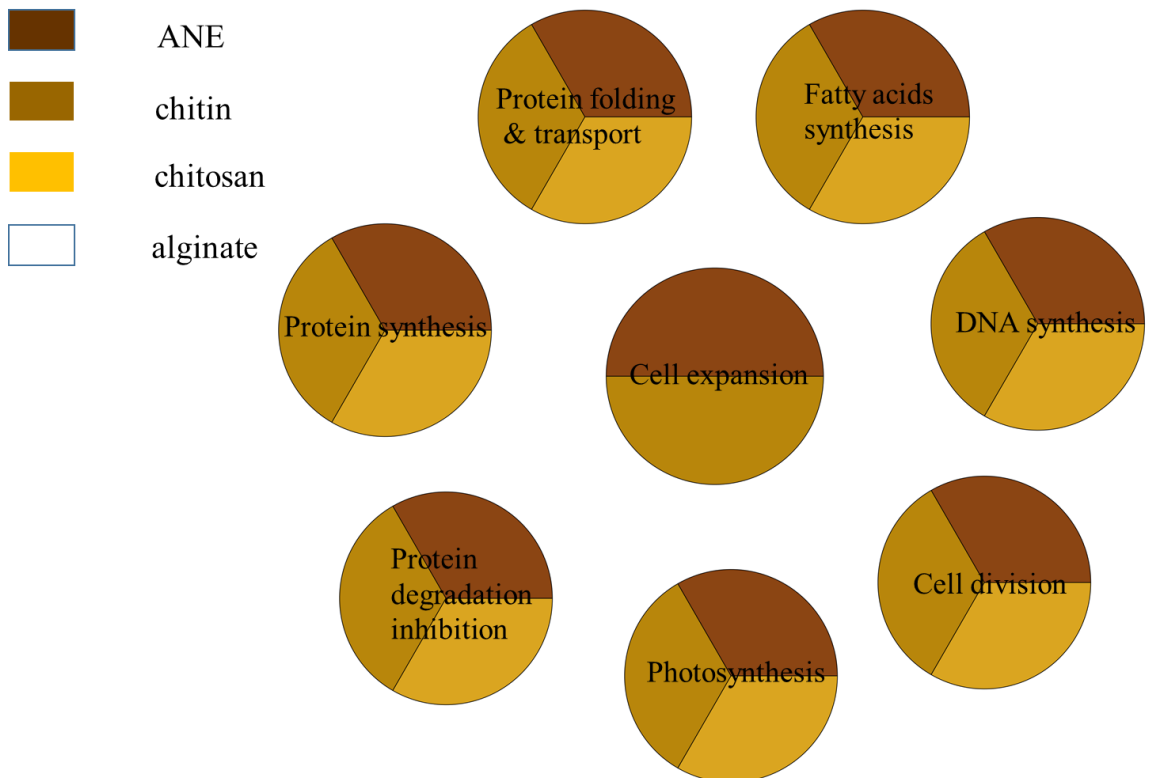 ANE
chitin
chitosan
alginate
Protein folding
& transport
Fatty acids
synthesis
Protein synthesis
Cell expansion
DNA synthesis
Protein
degradation
inhibition
Photosynthesis
Cell division